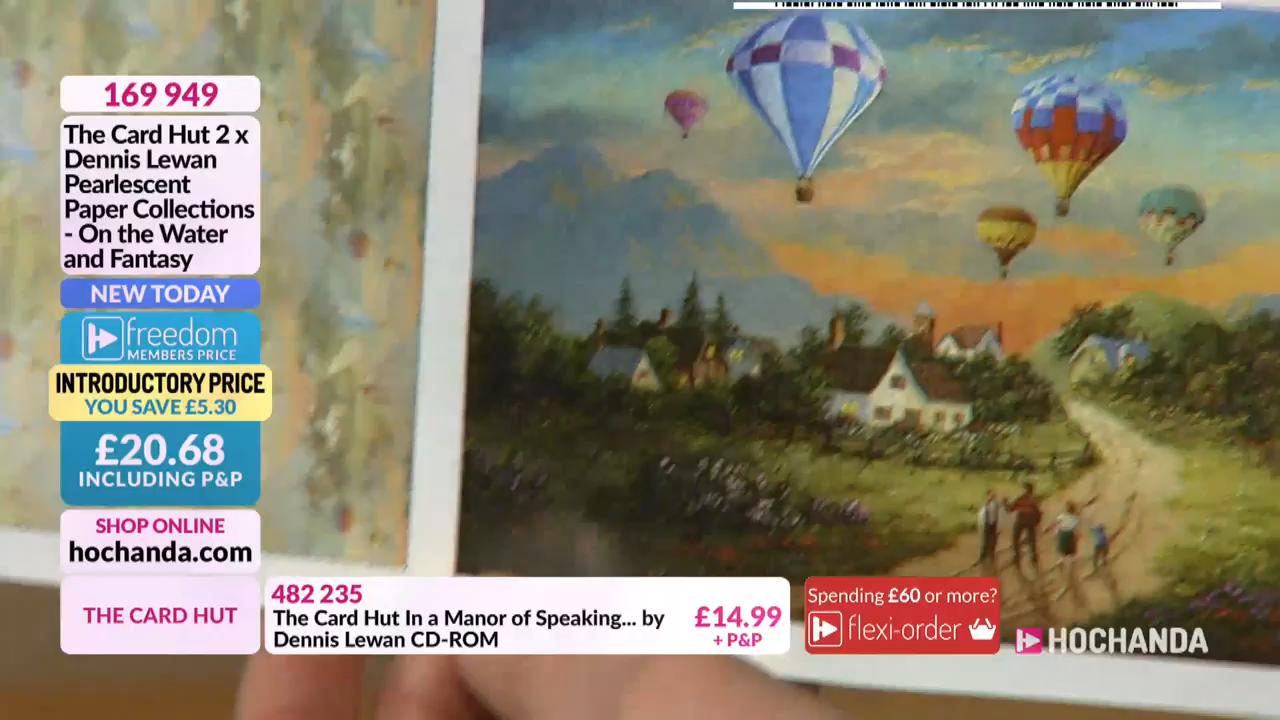 169 949
The Card Hut 2 x
Dennis Lewan
Pearlescent
Paper Collections
- On the Water
and Fantasy
NEW TODAY
freedom
MEMBERS PRICE
INTRODUCTORY PRICE
YOU SAVE £5.30
£20.68
INCLUDING P&P
SHOP ONLINE
hochanda.com
THE CARD HUT
482 235
The Card Hut In a Manor of Speaking... by
Dennis Lewan CD-ROM
£14.99
+ P&P
Spending £60 or more?
flexi-order
HOCHANDA